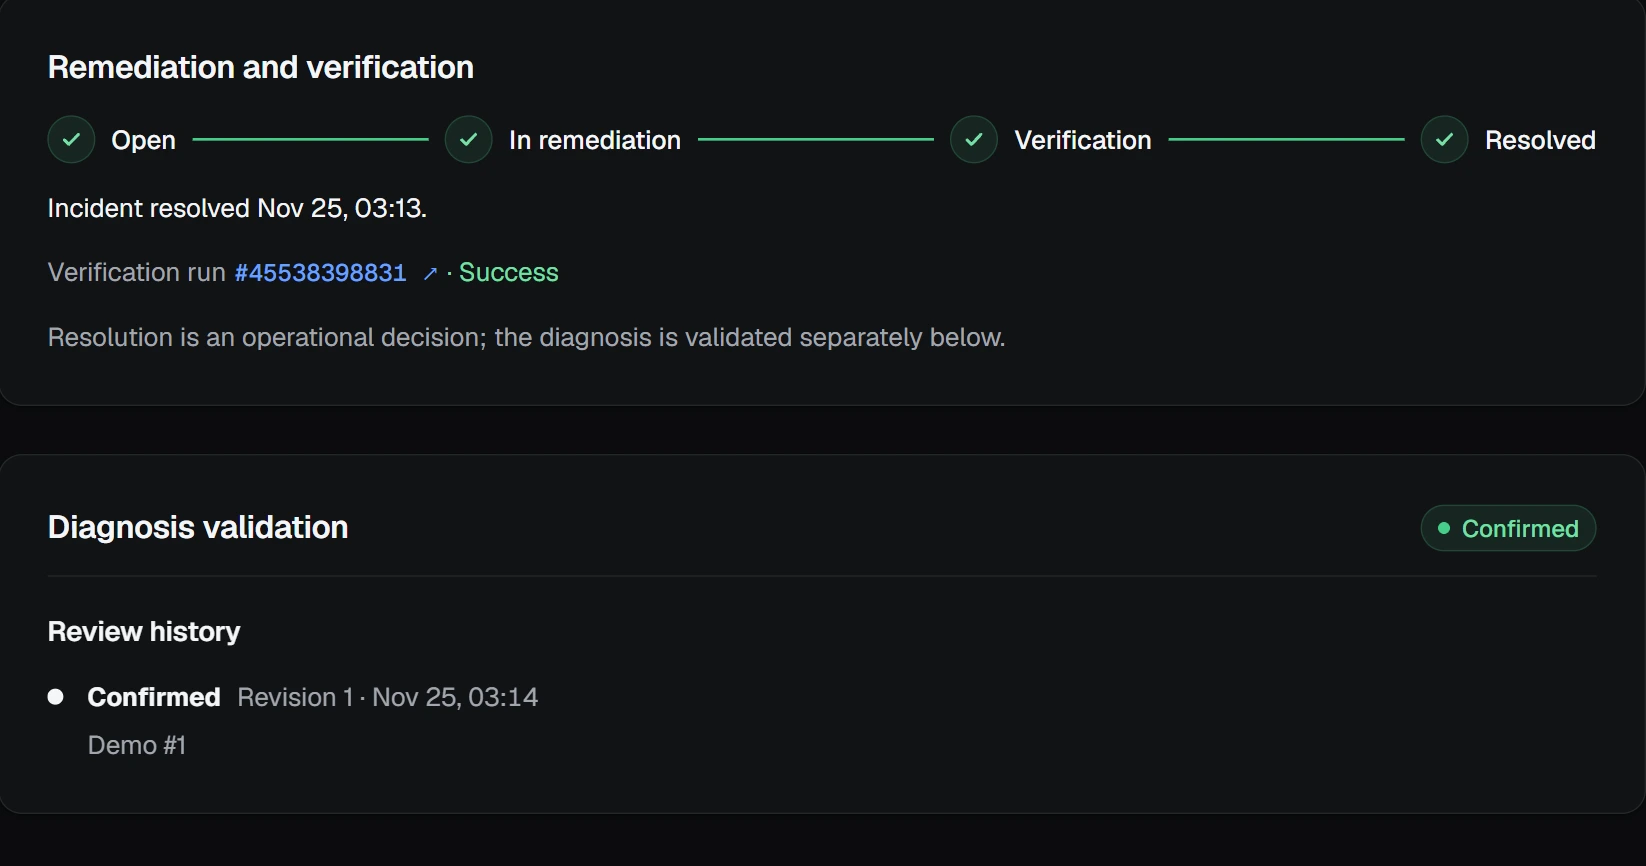 Remediation and verification
Open In remediation Verification Resolved
Incident resolved Nov 25, 03:13.
Verification run #45538398831 ↗ · Success
Resolution is an operational decision; the diagnosis is validated separately below.
Diagnosis validation
Confirmed
Review history
Confirmed Revision 1 · Nov 25, 03:14
Demo #1